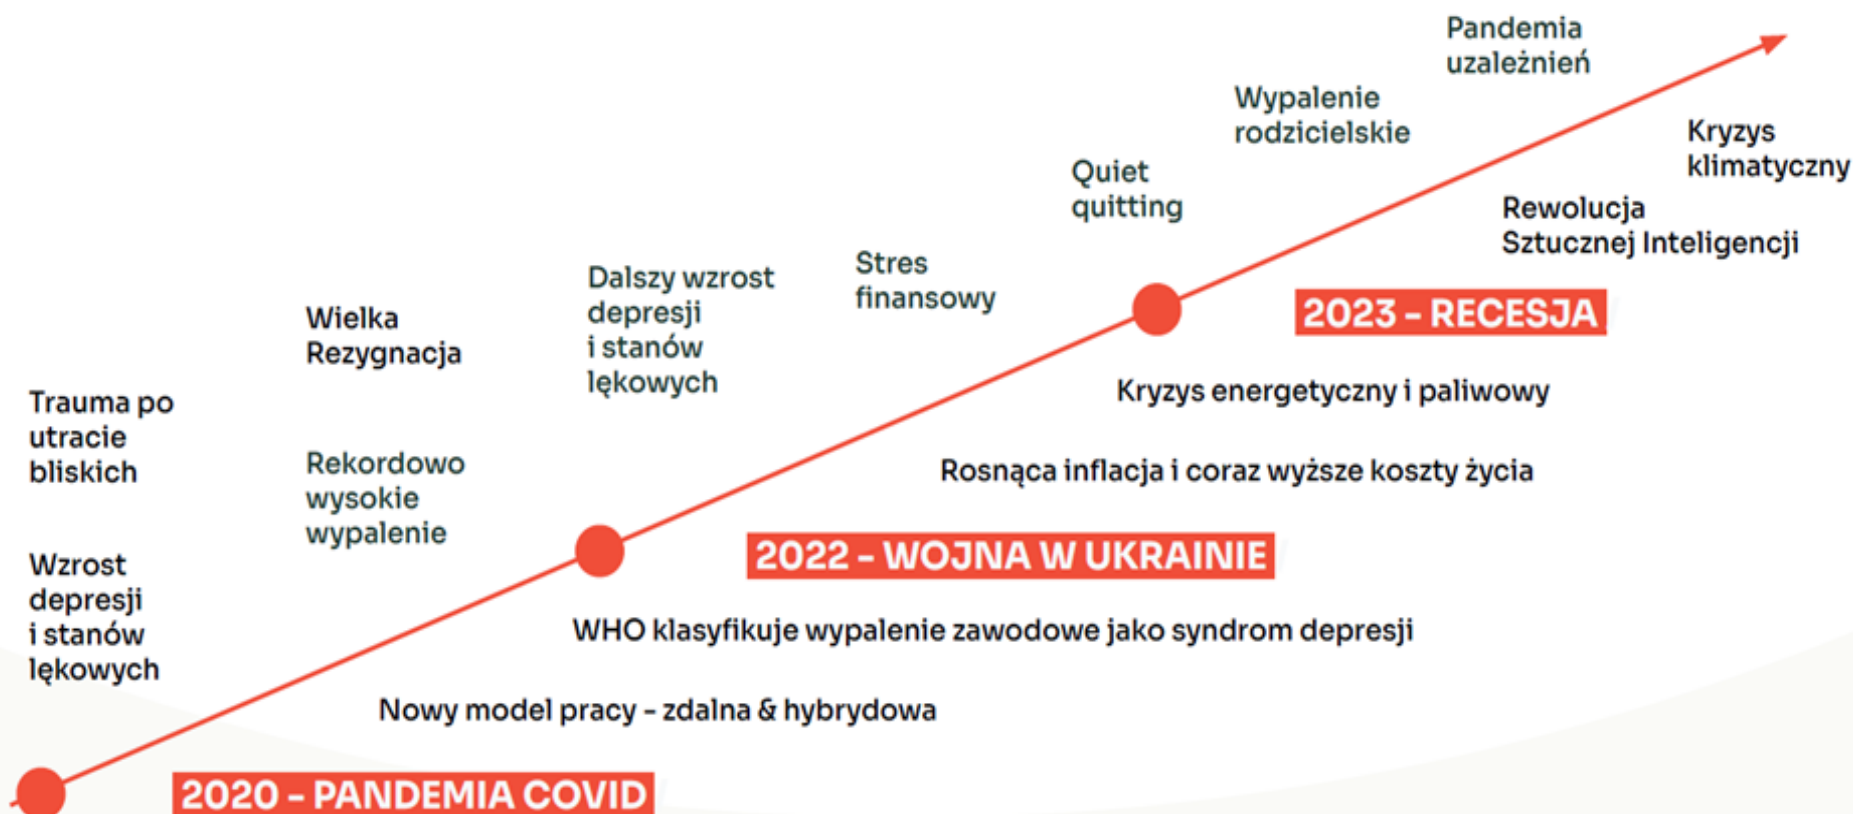 Pandemia
uzależnień
Wypalenie
rodzicielskie
Kryzys
klimatyczny
Quiet
quitting
Rewolucja
Sztucznej Inteligencji
Stres
finansowy
Dalszy wzrost
depresji
i stanów
lękowych
2023 - RECESJA
Wielka
Rezygnacja
Kryzys energetyczny i paliwowy
Trauma po
utracie
bliskich
Rekordowo
wysokie
wypalenie
Rosnąca inflacja i coraz wyższe koszty życia
2022 - WOJNA W UKRAINIE
Wzrost
depresji
i stanów
lękowych
WHO klasyfikuje wypalenie zawodowe jako syndrom depresji
Nowy model pracy - zdalna & hybrydowa
2020 - PANDEMIA COVID